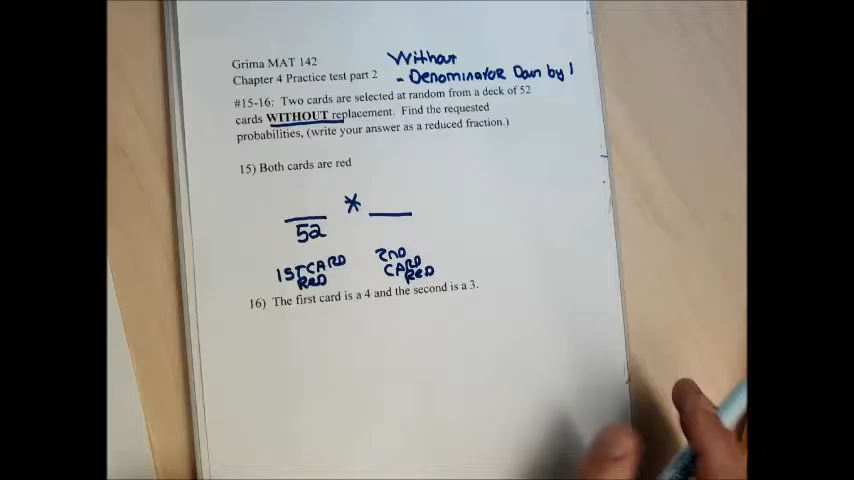 Grima MAT 142
Without
Chapter 4 Practice test part 2
- Denominator Down by 1
#15-16: Two cards are selected at random from a deck of 52
cards WITHOUT replacement. Find the requested
probabilities, (write your answer as a reduced fraction.)
15) Both cards are red
*
52
1ST CARD
RED
2ND
CARD
RED
16) The first card is a 4 and the second is a 3.